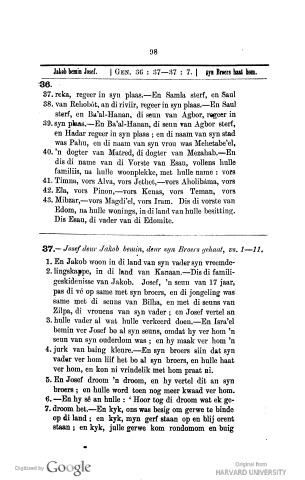 98
Jakob bemin Josef. | GEN. 36 : 37—37 : 7. | syn Broers haat hom.
36.
37. reka, regeer in syn plaas.—En Samla sterf, en Saul
38. van Rehobót, an di riviir, regeer in syn plaas.—En Saul
sterf, en Ba'al-Hanan, di seun van Agbor, regeer in
39. syn plaas.—En Ba'al-Hanan, di seun van Agbor sterf,
en Hadar regeer in syn plaas ; en di naam van syn stad
was Pahu, en di naam van syn vrou was Mehetabe'el,
40. 'n dogter van Matred, di dogter van Mezahab.—En
dis di name van di Vorste van Esau, vollens hulle
familiis, na hulle woonplekke, met hulle name : vors
41. Timna, vors Alva, vors Jethet,—vors Aholibáma, vors
42. Ela, vors Pinon,—vors Kenas, vors Teman, vors
43. Mibzar,—vors Magdi'el, vors Iram. Dis di vorste van
Edom, na hulle wonings, in di land van hulle besitting.
Dis Esau, di vader van di Edomite.
37.—Josef deur Jakob bemin, deur syn Broers gehaat, vs. 1—11.
1. En Jakob woon in di land van syn vader syn vreemde-
2. lingskappe, in di land van Kanaan.—Dis di famili-
geskidenisse van Jakob. Josef, 'n seun van 17 jaar,
pas di vé op same met syn broers, en di jongeling was
same met di seuns van Bilha, en met di seuns van
Zilpa, di vrouens van syn vader ; en Josef vertel an
3. hulle vader al wat hulle verkeerd doen.—En Isra'el
bemin ver Josef bo al syn seuns, omdat hy ver hom 'n
seun van syn ouderdom was ; en hy maak ver hom 'n
4. jurk van baing kleure.—En syn broers siin dat syn
vader ver hom liif het bo al syn broers, en hulle haat
ver hom, en kon ni vrindelik met hom praat ni.
5. En Josef droom 'n droom, en hy vertel dit an syn
broers ; en hulle word toen nog meer kwaad ver hom.
6. —En hy sé an hulle : ' Hoor tog di droom wat ek ge-
7. droom het.—En kyk, ons was besig om gerwe te binde
op di land ; en kyk, myn gerf staan op en blyi orent
staan ; en kyk, julle gerwe kom rondomom en buig
Digitized by Google
Original from
HARVARD UNIVERSITY